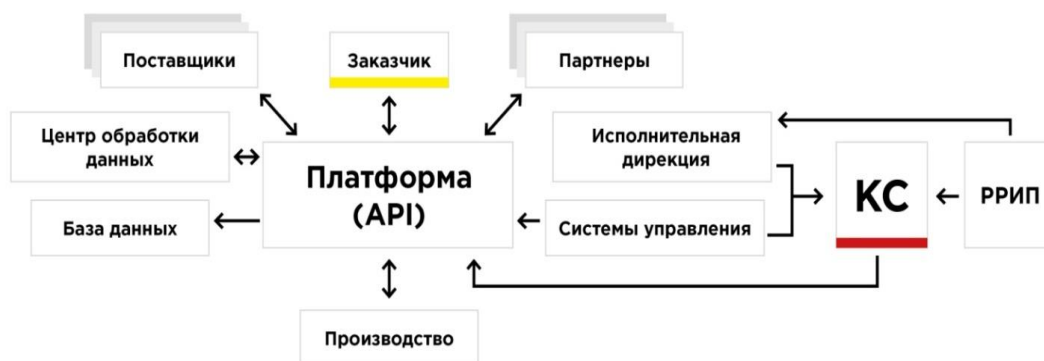 Поставщики
Заказчик
Партнеры
Центр обработки
данных
Платформа
(API)
Исполнительная
дирекция
КС
РРИП
База данных
Системы управления
Производство